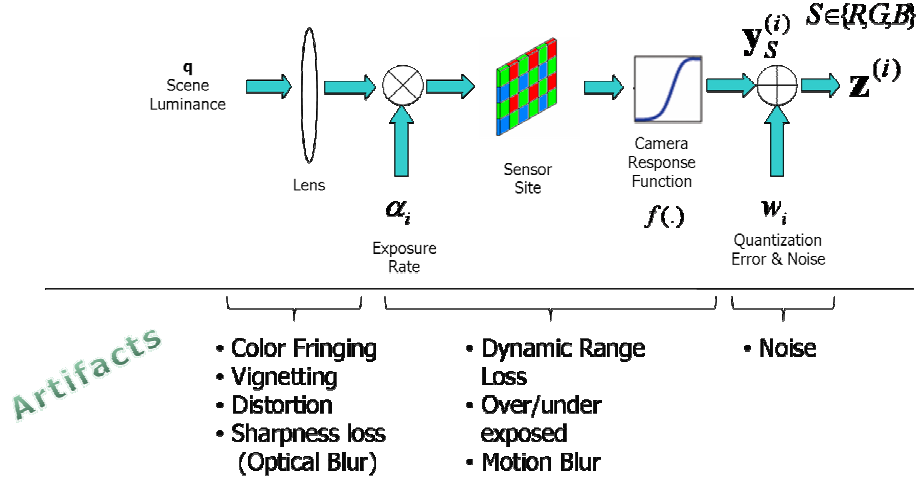 S∈{R,G,B}
y_S^(i)
q
Scene
Luminance
z^(i)
Lens
Sensor
Site
Camera
Response
Function
α_i
f(.)
w_i
Exposure
Rate
Quantization
Error & Noise
Artifacts
• Color Fringing
• Vignetting
• Distortion
• Sharpness loss
(Optical Blur)
• Dynamic Range
Loss
• Over/under
exposed
• Motion Blur
• Noise